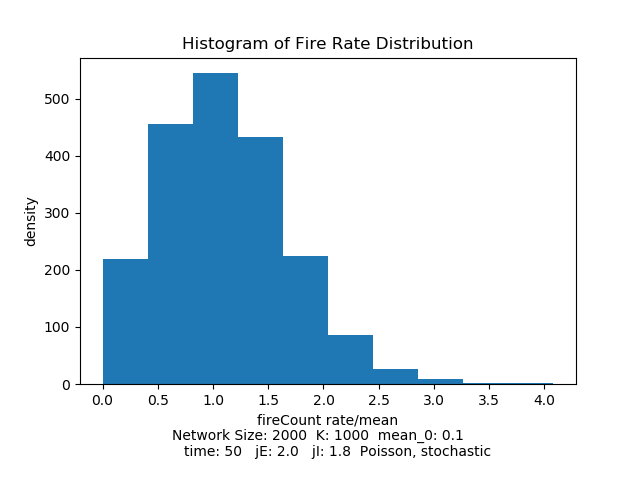 Histogram of Fire Rate Distribution
density
500
400
300
200
100
0
0.0 0.5 1.0 1.5 2.0 2.5 3.0 3.5 4.0
fireCount rate/mean
Network Size: 2000 K: 1000 mean_0: 0.1
time: 50 jE: 2.0 jI: 1.8 Poisson, stochastic